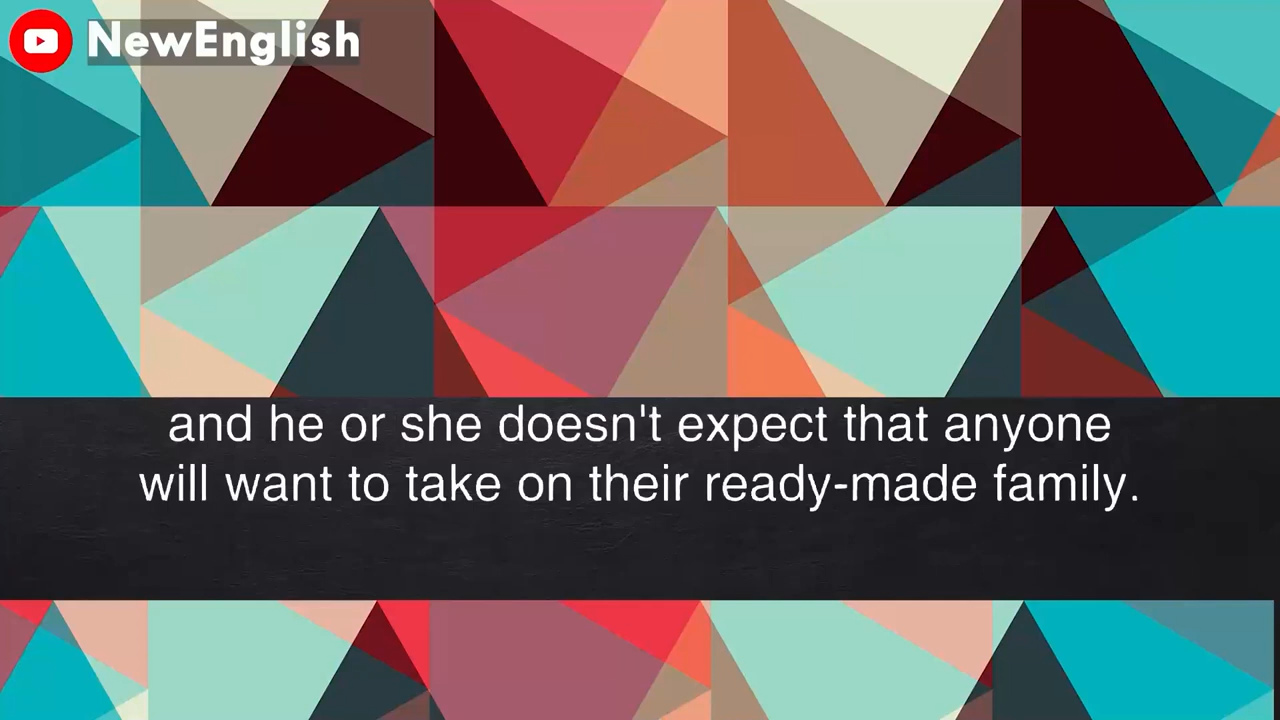 NewEnglish
and he or she doesn't expect that anyone
will want to take on their ready-made family.